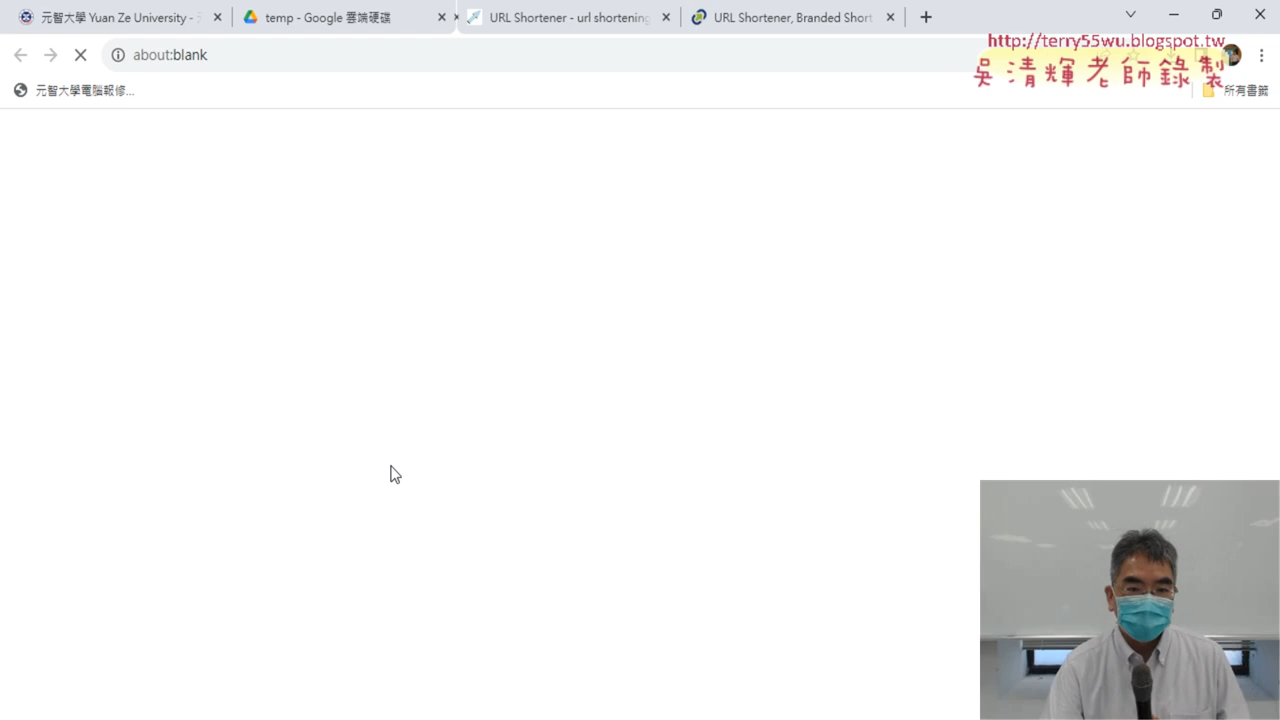 元智大學 Yuan Ze University -
temp - Google 雲端硬碟
URL Shortener - url shortening
URL Shortener, Branded Short
about:blank
http://terry55wu.blogspot.tw
吳清輝老師錄製
元智大學電腦報修...
所有書籤